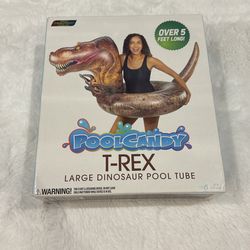 OVER 5
FEET LONG!
POOLCANDY
T-REX
LARGE DINOSAUR POOL TUBE
WARNING!